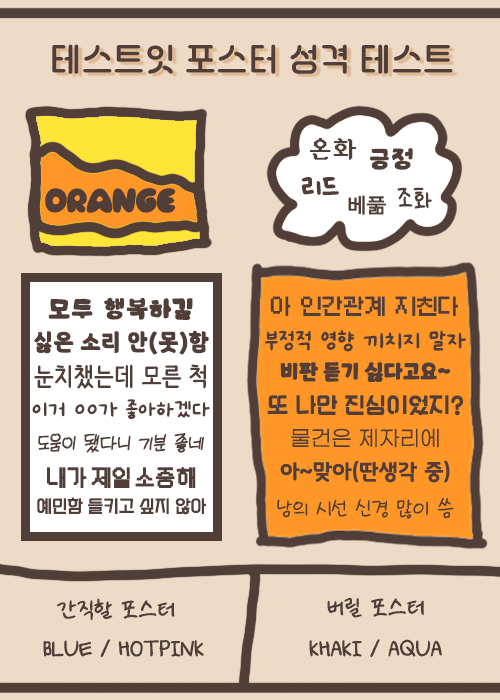 테스트잇 포스터 성격 테스트
ORANGE
온화 긍정
리드 베풂 조화
모두 행복하길
싫은 소리 안(못)함
눈치챘는데 모른 척
이거 ㅇㅇ가 좋아하겠다
도움이 됐다니 기분 좋네
내가 제일 소중해
예민함 들키고 싶지 않아
아 인간관계 지친다
부정적 영향 끼치지 말자
비판 듣기 싫다고요~
또 나만 진심이었지?
물건은 제자리에
아~맞아(딴생각 중)
남의 시선 신경 많이 씀
간직할 포스터
BLUE / HOTPINK
버릴 포스터
KHAKI / AQUA